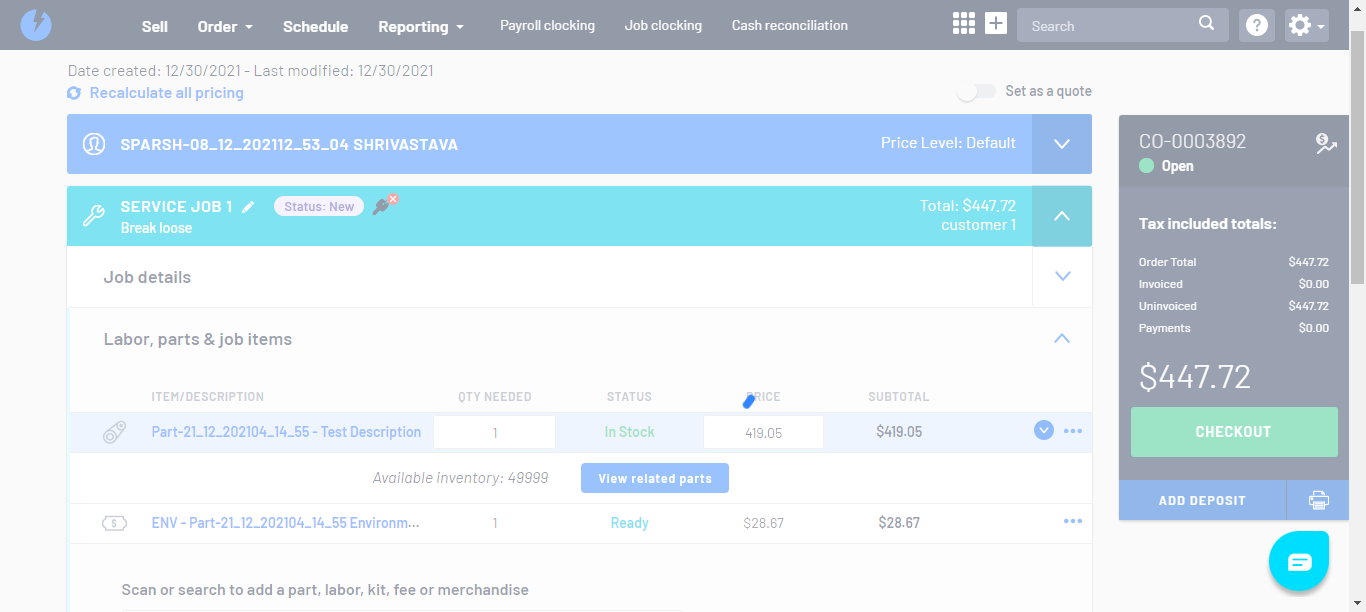 Sell Order Schedule Reporting Payroll clocking Job clocking Cash reconciliation Search ?
Date created: 12/30/2021 - Last modified: 12/30/2021
Recalculate all pricing
Set as a quote
SPARSH-08_12_202112_53_04 SHRIVASTAVA Price Level: Default
SERVICE JOB 1 Status: New Total: $447.72
Break loose customer 1
Job details
Labor, parts & job items
ITEM/DESCRIPTION QTY NEEDED STATUS PRICE SUBTOTAL
Part-21_12_202104_14_55 - Test Description 1 In Stock 419.05 $419.05
Available inventory: 49999 View related parts
$ ENV - Part-21_12_202104_14_55 Environm... 1 Ready $28.67 $28.67
Scan or search to add a part, labor, kit, fee or merchandise
CO-0003892 $
Open
Tax included totals:
Order Total $447.72
Invoiced $0.00
Uninvoiced $447.72
Payments $0.00
$447.72
CHECKOUT
ADD DEPOSIT